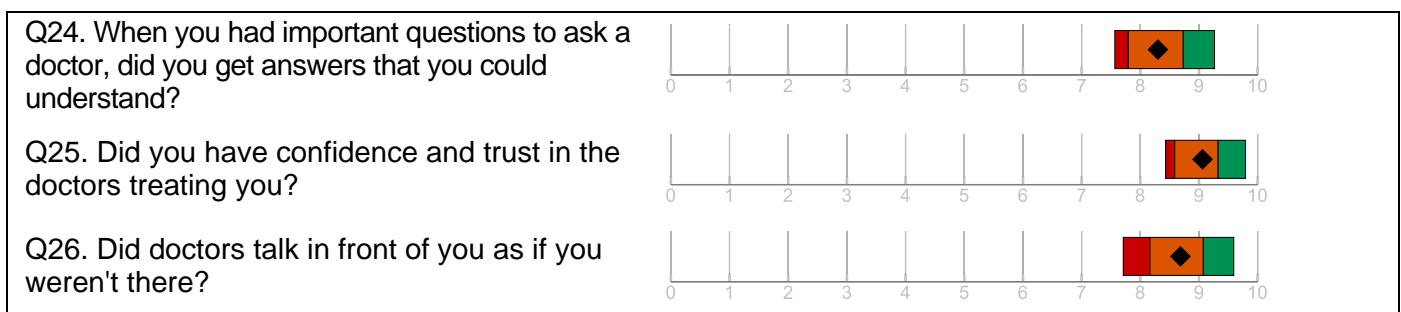 Q24. When you had important questions to ask a
doctor, did you get answers that you could
understand?
0 1 2 3 4 5 6 7 8 9 10
Q25. Did you have confidence and trust in the
doctors treating you?
0 1 2 3 4 5 6 7 8 9 10
Q26. Did doctors talk in front of you as if you
weren't there?
0 1 2 3 4 5 6 7 8 9 10